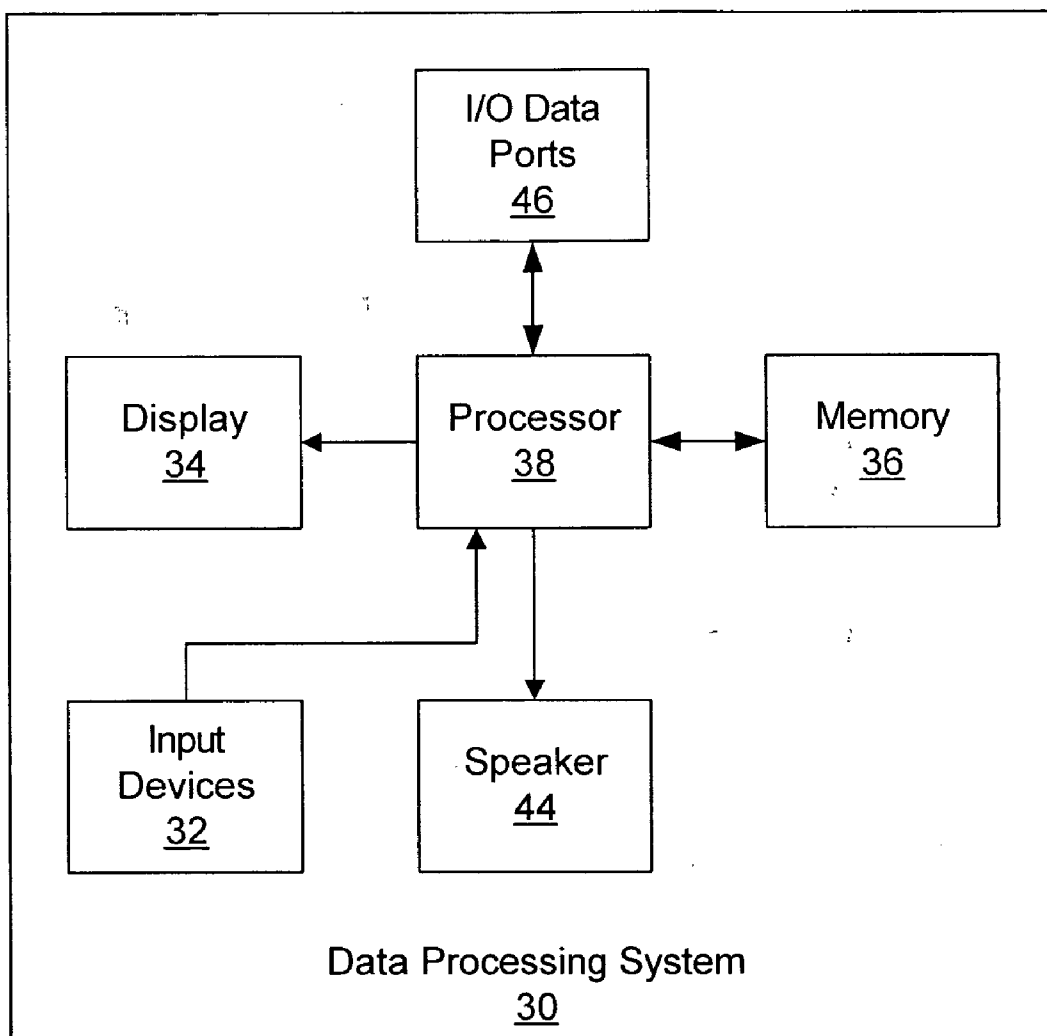 I/O Data
Ports
46
Display
34
Processor
38
Memory
36
Input
Devices
32
Speaker
44
Data Processing System
30